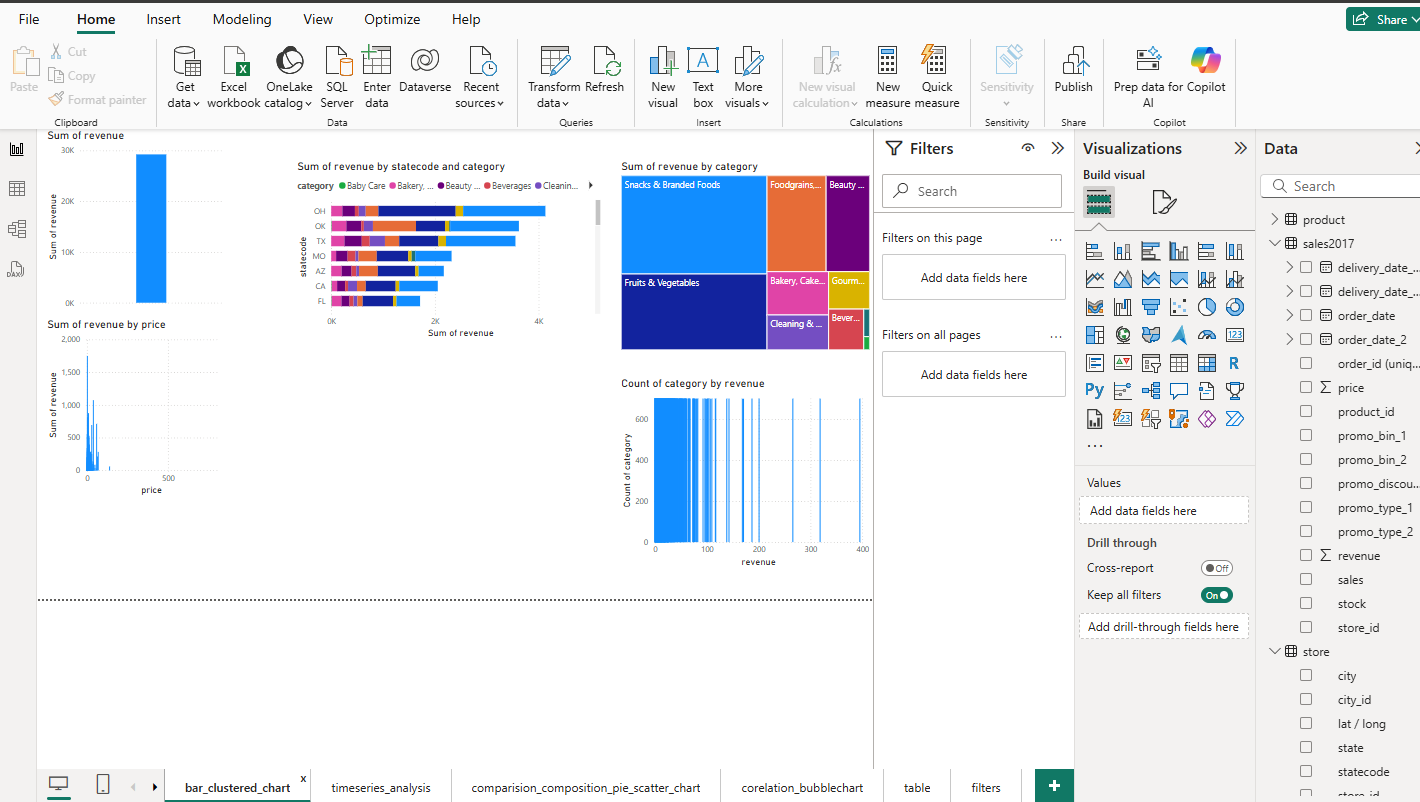 File
Home
Insert
Modeling
View
Optimize
Help
Share
Paste
Cut
Copy
Format painter
Clipboard
Get data
Excel workbook
OneLake catalog
SQL Server
Enter data
Dataverse
Recent sources
Data
Transform data
Refresh
Queries
New visual
Text box
More visuals
Insert
New visual calculation
New measure
Quick measure
Calculations
Sensitivity
Sensitivity
Publish
Share
Prep data for AI
Copilot
Copilot
Sum of revenue
30K
20K
10K
0K
Sum of revenue
Sum of revenue by price
2,000
1,500
1,000
500
0
Sum of revenue
0
500
price
Sum of revenue by statecode and category
category
Baby Care
Bakery, ...
Beauty ...
Beverages
Cleanin...
OH
OK
TX
MO
AZ
CA
FL
statecode
0K
2K
4K
Sum of revenue
Sum of revenue by category
Snacks & Branded Foods
Fruits & Vegetables
Foodgrains,...
Beauty ...
Bakery, Cake...
Gourm...
Cleaning & ...
Bever...
Count of category by revenue
600
400
200
0
Count of category
0
100
200
300
400
revenue
Filters
Search
Filters on this page
...
Add data fields here
Filters on all pages
...
Add data fields here
Visualizations
Build visual
123
R
Py
123
...
Values
Add data fields here
Drill through
Cross-report
Off
Keep all filters
On
Add drill-through fields here
Data
Search
product
sales2017
delivery_date_...
delivery_date_...
order_date
order_date_2
order_id (uniq...
price
product_id
promo_bin_1
promo_bin_2
promo_discou...
promo_type_1
promo_type_2
revenue
sales
stock
store_id
store
city
city_id
lat / long
state
statecode
bar_clustered_chart
x
timeseries_analysis
comparision_composition_pie_scatter_chart
corelation_bubblechart
table
filters
+